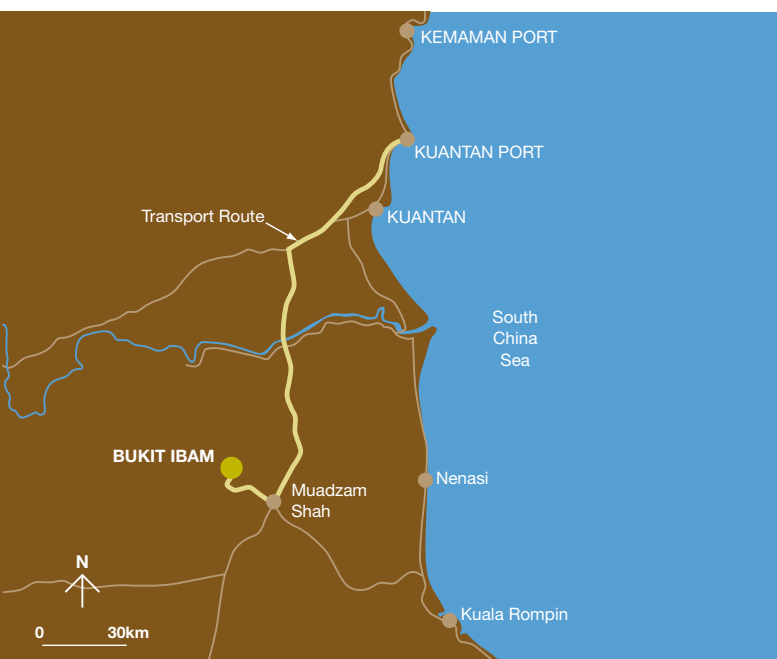 KEMAMAN PORT
KUANTAN PORT
Transport Route
KUANTAN
South
China
Sea
BUKIT IBAM
Nenasi
Muadzam
Shah
N
Kuala Rompin
0 30km